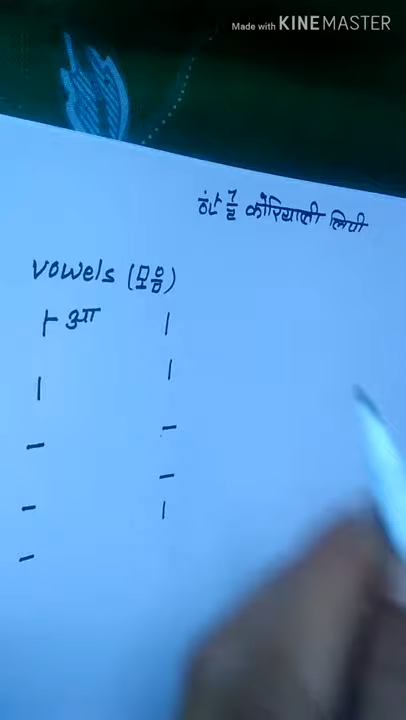 Made with KINEMASTER
한글 कोरियाली लिपी
vowels (모음)
ㅏ आ ㅣ
ㅣ ㅣ
ㅡ ㅡ
ㅡ ㅡ
ㅡ ㅣ